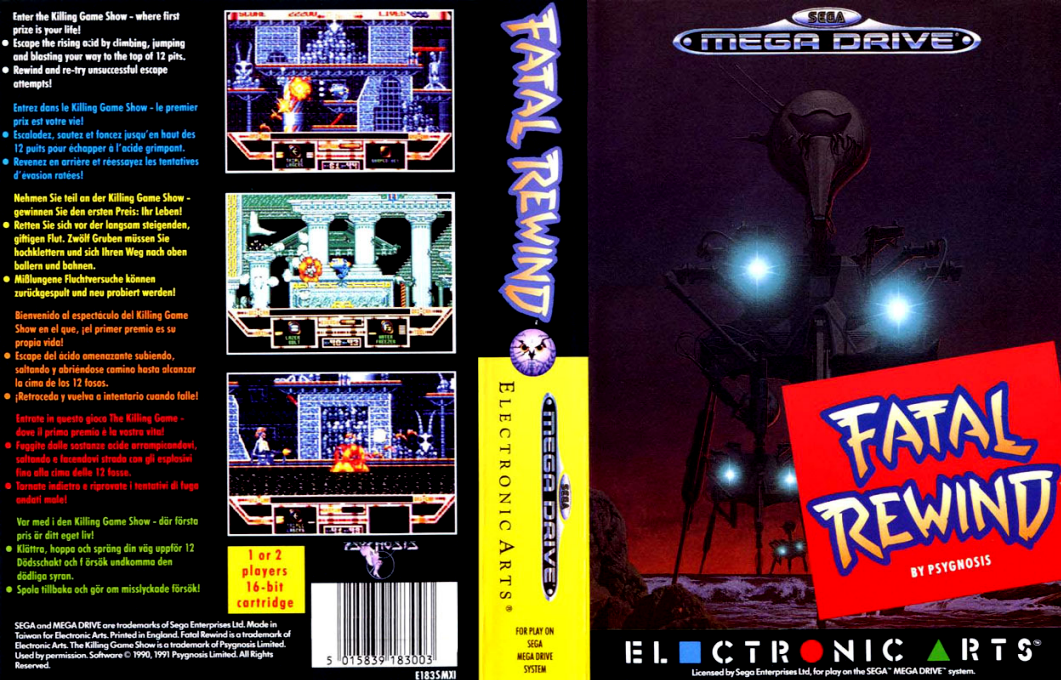 Enter the Killing Game Show - where first
prize is your life!
● Escape the rising acid by climbing, jumping
and blasting your way to the top of 12 pits.
● Rewind and re-try unsuccessful escape
attempts!
Entrez dans le Killing Game Show - le premier
prix est votre vie!
● Escaladez, sautez et foncez jusqu'en haut des
12 puits pour échapper à l'acide grimpant.
● Revenez en arrière et réessayez les tentatives
d'évasion ratées!
Nehmen Sie teil an der Killing Game Show -
gewinnen Sie den ersten Preis: Ihr Leben!
● Retten Sie sich vor der langsam steigenden,
giftigen Flut. Zwölf Gruben müssen Sie
hochklettern und sich Ihren Weg nach oben
ballern und bahnen.
● Mißlungene Fluchtversuche können
zurückgespult und neu probiert werden!
Bienvenido al espectáculo del Killing Game
Show en el que, ¡el primer premio es su
propia vida!
● Escape del ácido amenazante subiendo,
saltando y abriéndose camino hasta alcanzar
la cima de los 12 fosos.
● ¡Retroceda y vuelva a intentario cuando falle!
Entrate in questo gioco The Killing Game -
dove il primo premio è la vostra vita!
● Fuggite dalle sostanze acide arrampicandovi,
saltando e facendovi strada con gli esplosivi
fino alla cima delle 12 fosse.
● Tornate indietro e riprovate i tentativi di fuga
andati male!
Var med i den Killing Game Show - där första
pris är ditt eget liv!
● Klättra, hoppa och spräng din väg uppför 12
Dödsschakt och f örsök undkomma den
dödliga syran.
● Spola tillbaka och gör om misslyckade försök!
SEGA and MEGA DRIVE are trademarks of Sega Enterprises Ltd. Made in
Taiwan for Electronic Arts. Printed in England. Fatal Rewind is a trademark of
Electronic Arts. The Killing Game Show is a trademark of Psygnosis Limited.
Used by permission. Software © 1990, 1991 Psygnosis Limited. All Rights
Reserved.
LIVES
TRIPLE
LASERS
LAZER
BOLT
WATER
FREEZER
PSYGNOSIS
1 or 2
players
16-bit
cartridge
5 015839 183003
E183SMXI
FATAL REWIND
ELECTRONIC ARTS®
SEGA
MEGA DRIVE
FOR PLAY ON
SEGA
MEGA DRIVE
SYSTEM
SEGA
MEGA DRIVE
FATAL
REWIND
BY PSYGNOSIS
ELECTRONIC ARTS™
Licensed by Sega Enterprises Ltd, for play on the SEGA™ MEGA DRIVE™ system.